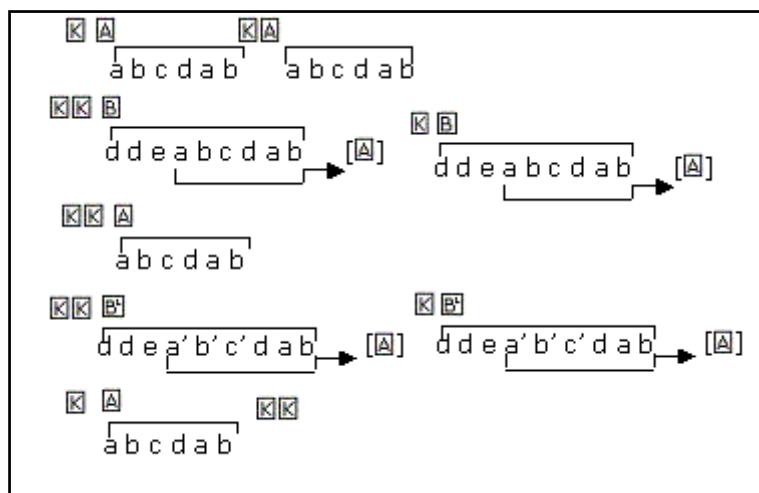 K A K A
a b c d a b a b c d a b
K K B K B
d d e a b c d a b [A] d d e a b c d a b [A]
K K A
a b c d a b
K K B' K B'
d d e a' b' c' d a b [A] d d e a' b' c' d a b [A]
K A K K
a b c d a b